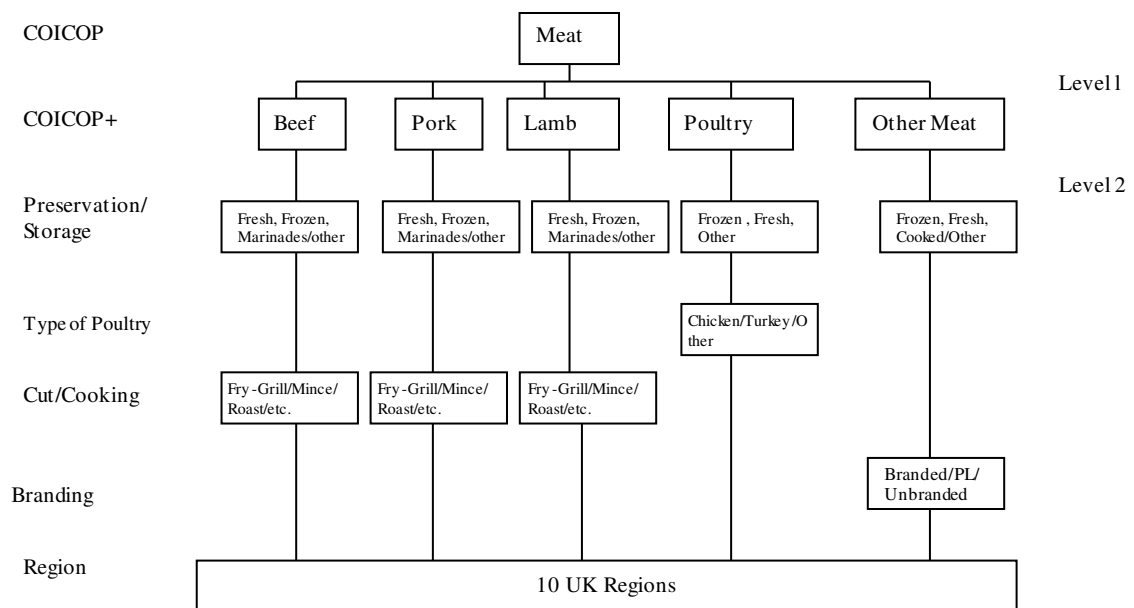 COICOP
Meat
Level 1
COICOP+
Beef
Pork
Lamb
Poultry
Other Meat
Level 2
Preservation/
Storage
Fresh, Frozen,
Marinades/other
Fresh, Frozen,
Marinades/other
Fresh, Frozen,
Marinades/other
Frozen , Fresh,
Other
Frozen, Fresh,
Cooked/Other
Type of Poultry
Chicken/Turkey/O
ther
Cut/Cooking
Fry-Grill/Mince/
Roast/etc.
Fry-Grill/Mince/
Roast/etc.
Fry-Grill/Mince/
Roast/etc.
Branding
Branded/PL/
Unbranded
Region
10 UK Regions